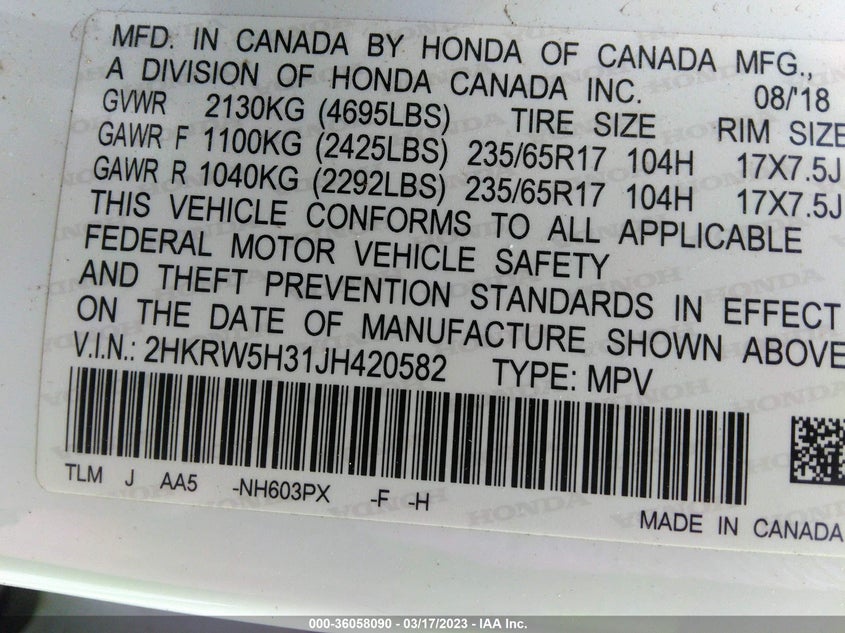 MFD. IN CANADA BY HONDA OF CANADA MFG.,
A DIVISION OF HONDA CANADA INC. 08/'18
GVWR 2130KG (4695LBS) TIRE SIZE RIM SIZE
GAWR F 1100KG (2425LBS) 235/65R17 104H 17X7.5J
GAWR R 1040KG (2292LBS) 235/65R17 104H 17X7.5J
THIS VEHICLE CONFORMS TO ALL APPLICABLE
FEDERAL MOTOR VEHICLE SAFETY
AND THEFT PREVENTION STANDARDS IN EFFECT
ON THE DATE OF MANUFACTURE SHOWN ABOVE
V.I.N.: 2HKRW5H31JH420582 TYPE: MPV
TLM J AA5 -NH603PX -F -H
MADE IN CANADA
000-36058090 - 03/17/2023 - IAA Inc.